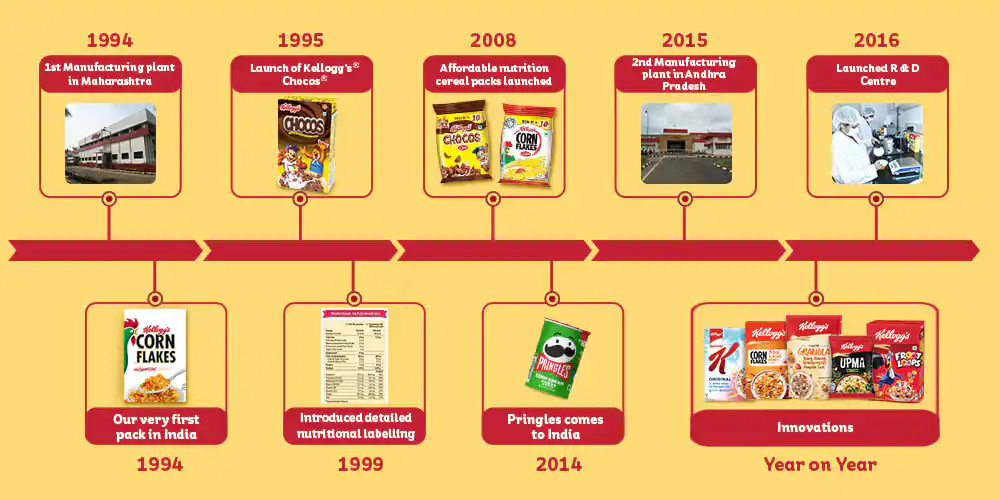 1994
1st Manufacturing plant
in Maharashtra
1995
Launch of Kellogg's®
Chocos®
Kellogg's
CHOCOS
2008
Affordable nutrition
cereal packs launched
10
Kellogg's
CHOCOS
10
Kellogg's
CORN
FLAKES
2015
2nd Manufacturing
plant in Andhra
Pradesh
2016
Launched R & D
Centre
Kellogg's
CORN
FLAKES
Our very first
pack in India
1994
Introduced detailed
nutritional labelling
1999
PRINGLES
Pringles comes
to India
2014
K
ORIGINAL
Kellogg's
CORN
FLAKES
Kellogg's
GRANOLA
Kellogg's
UPMA
Kellogg's
FROOT
LOOPS
Innovations
Year on Year